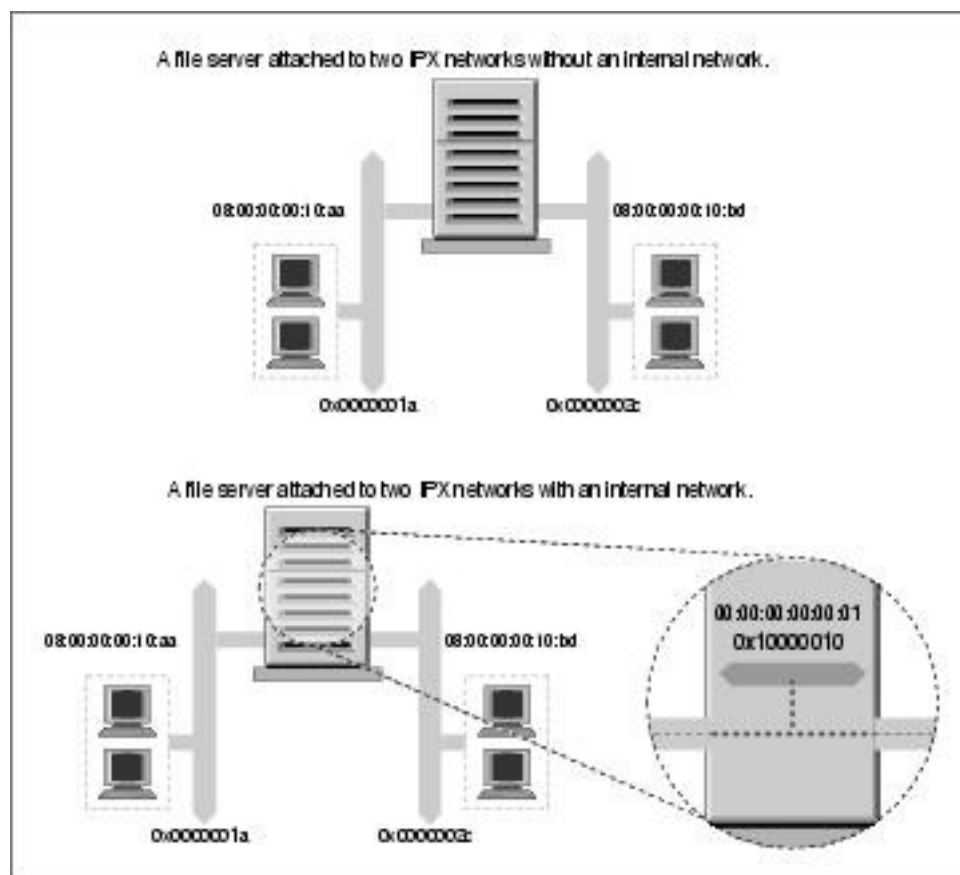 A file server attached to two IPX networks without an internal network.
08:00:00:00:10:aa
08:00:00:00:10:bd
0x0000001a
0x0000003c
A file server attached to two IPX networks with an internal network.
00:00:00:00:00:01
0x10000010
08:00:00:00:10:aa
08:00:00:00:10:bd
0x0000001a
0x0000003c